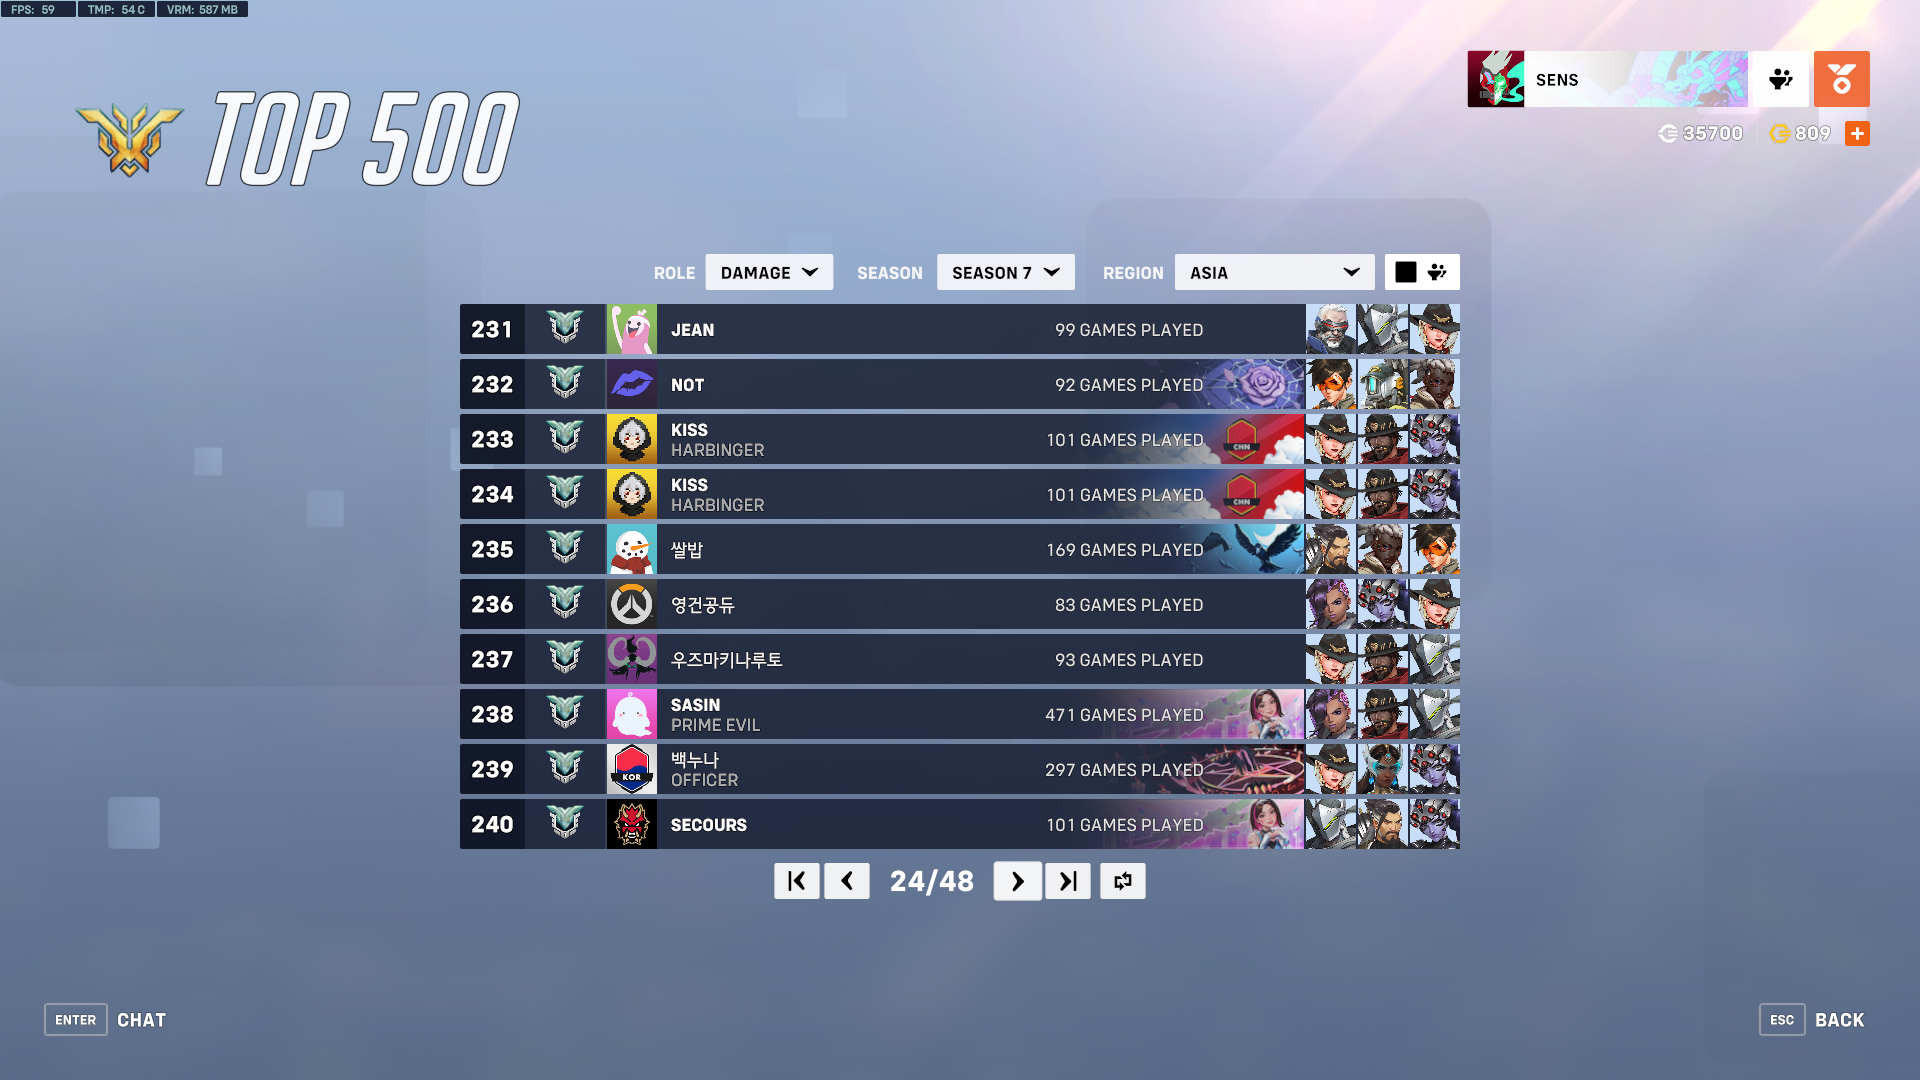 FPS: 59 TMP: 54 C VRM: 587 MB
TOP 500
SENS
35700 809
ROLE DAMAGE SEASON SEASON 7 REGION ASIA
231 JEAN 99 GAMES PLAYED
232 NOT 92 GAMES PLAYED
233 KISS 101 GAMES PLAYED
HARBINGER
CHN
234 KISS 101 GAMES PLAYED
HARBINGER
CHN
235 쌀밥 169 GAMES PLAYED
236 영건공듀 83 GAMES PLAYED
237 우즈마키나루토 93 GAMES PLAYED
238 SASIN 471 GAMES PLAYED
PRIME EVIL
239 백누나 297 GAMES PLAYED
KOR OFFICER
240 SECOURS 101 GAMES PLAYED
24/48
ENTER CHAT
ESC BACK